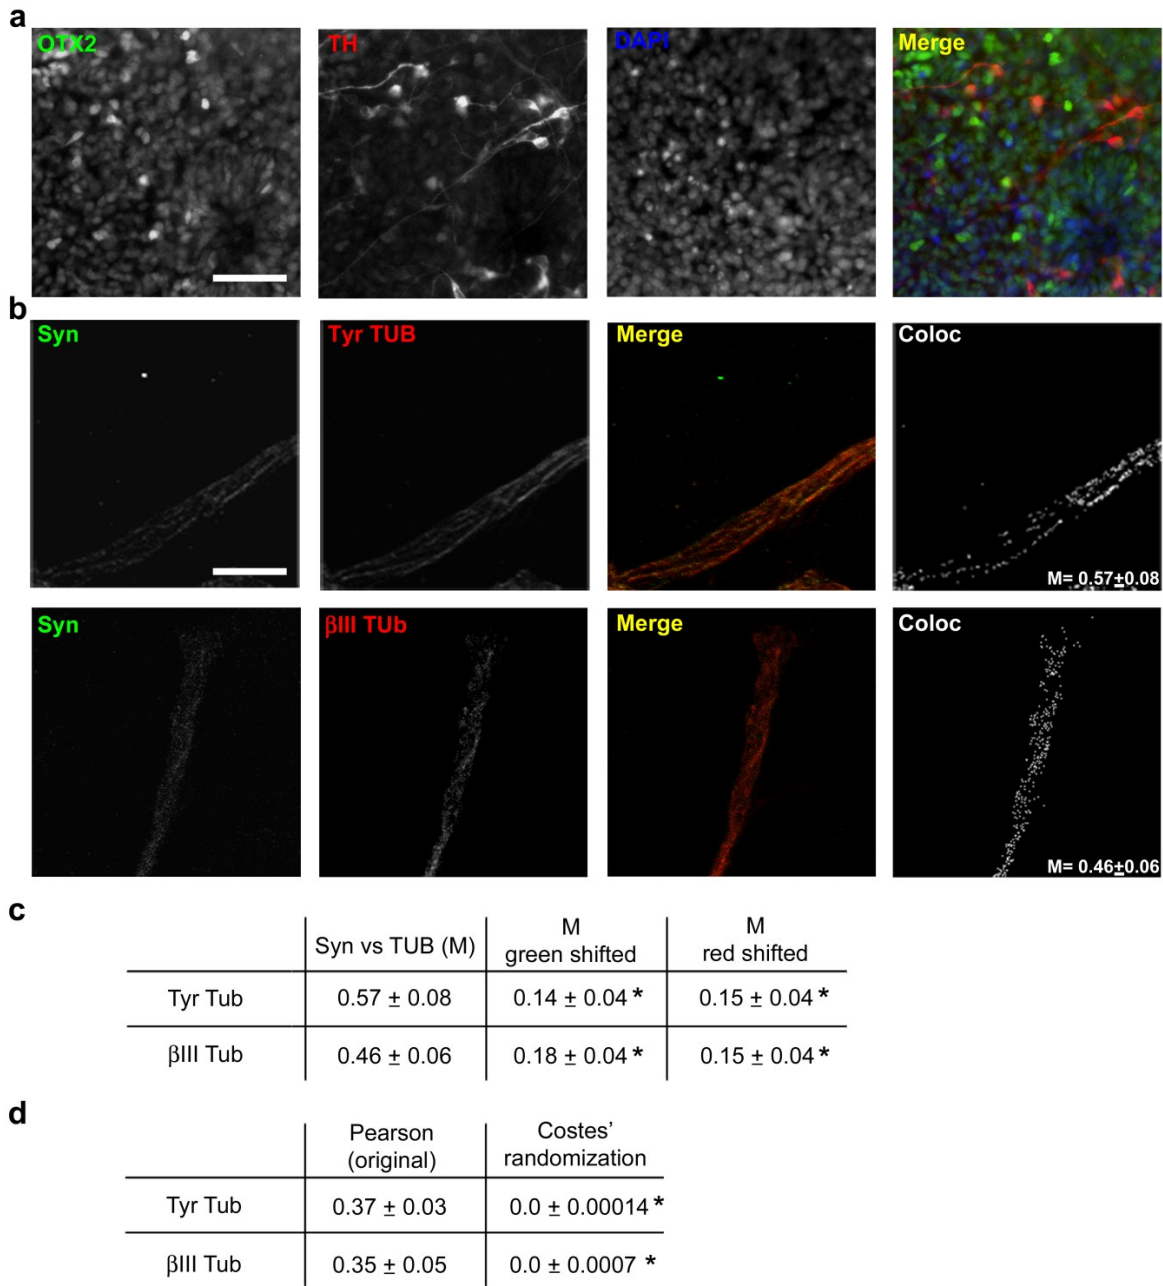 a
OTX2
TH
DAPI
Merge
b
Syn
Tyr TUB
Merge
Coloc
M= 0.57±0.08
Syn
βIII TUb
Merge
Coloc
M= 0.46±0.06
c
Syn vs TUB (M)
M
green shifted
M
red shifted
Tyr Tub
0.57 ± 0.08
0.14 ± 0.04 *
0.15 ± 0.04 *
βIII Tub
0.46 ± 0.06
0.18 ± 0.04 *
0.15 ± 0.04 *
d
Pearson
(original)
Costes’
randomization
Tyr Tub
0.37 ± 0.03
0.0 ± 0.00014 *
βIII Tub
0.35 ± 0.05
0.0 ± 0.0007 *